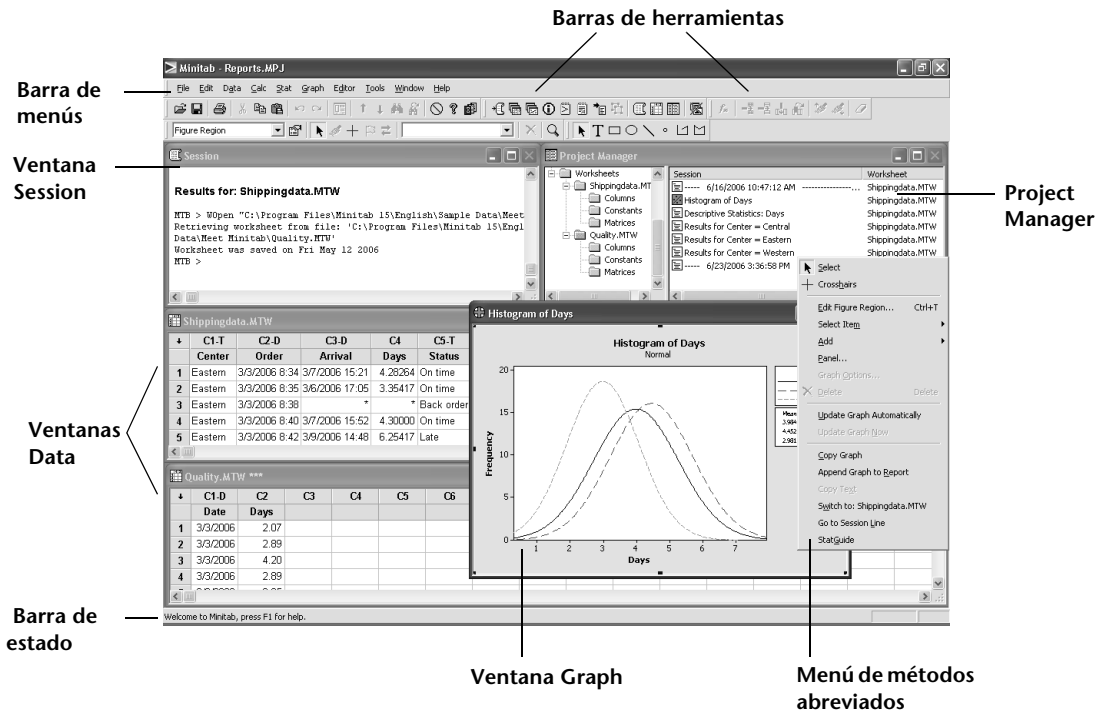 Barras de herramientas
Barra de
menús
Ventana
Session
Project
Manager
Ventanas
Data
Barra de
estado
Ventana Graph
Menú de métodos
abreviados
Minitab - Reports.MPJ
File Edit Data Calc Stat Graph Editor Tools Window Help
Figure Region
Session
Results for: Shippingdata.MTW
MTB > WOpen "C:\Program Files\Minitab 15\English\Sample Data\Meet
Retrieving worksheet from file: 'C:\Program Files\Minitab 15\Engl
Data\Meet Minitab\Quality.MTW'
Worksheet was saved on Fri May 12 2006
MTB >
Project Manager
Worksheets
Shippingdata.MT
Columns
Constants
Matrices
Quality.MTW
Columns
Constants
Matrices
Session Worksheet
----- 6/16/2006 10:47:12 AM ---------------... Shippingdata.MTW
Histogram of Days Shippingdata.MTW
Descriptive Statistics: Days Shippingdata.MTW
Results for Center = Central Shippingdata.MTW
Results for Center = Eastern Shippingdata.MTW
Results for Center = Western Shippingdata.MTW
----- 6/23/2006 3:36:58 PM
Select
Crosshairs
Edit Figure Region... Ctrl+T
Select Item
Add
Panel...
Graph Options...
Delete Delete
Update Graph Automatically
Update Graph Now
Copy Graph
Append Graph to Report
Copy Text
Switch to: Shippingdata.MTW
Go to Session Line
StatGuide
Shippingdata.MTW
C1-T C2-D C3-D C4 C5-T
Center Order Arrival Days Status
1 Eastern 3/3/2006 8:34 3/7/2006 15:21 4.28264 On time
2 Eastern 3/3/2006 8:35 3/6/2006 17:05 3.35417 On time
3 Eastern 3/3/2006 8:38 * * Back order
4 Eastern 3/3/2006 8:40 3/7/2006 15:52 4.30000 On time
5 Eastern 3/3/2006 8:42 3/9/2006 14:48 6.25417 Late
Quality.MTW ***
C1-D C2 C3 C4 C5 C6
Date Days
1 3/3/2006 2.07
2 3/3/2006 2.89
3 3/3/2006 4.20
4 3/3/2006 2.89
Histogram of Days
Histogram of Days
Normal
Frequency
20
15
10
5
0
1 2 3 4 5 6 7
Days
Mean
3.984
4.452
2.981
Welcome to Minitab, press F1 for help.